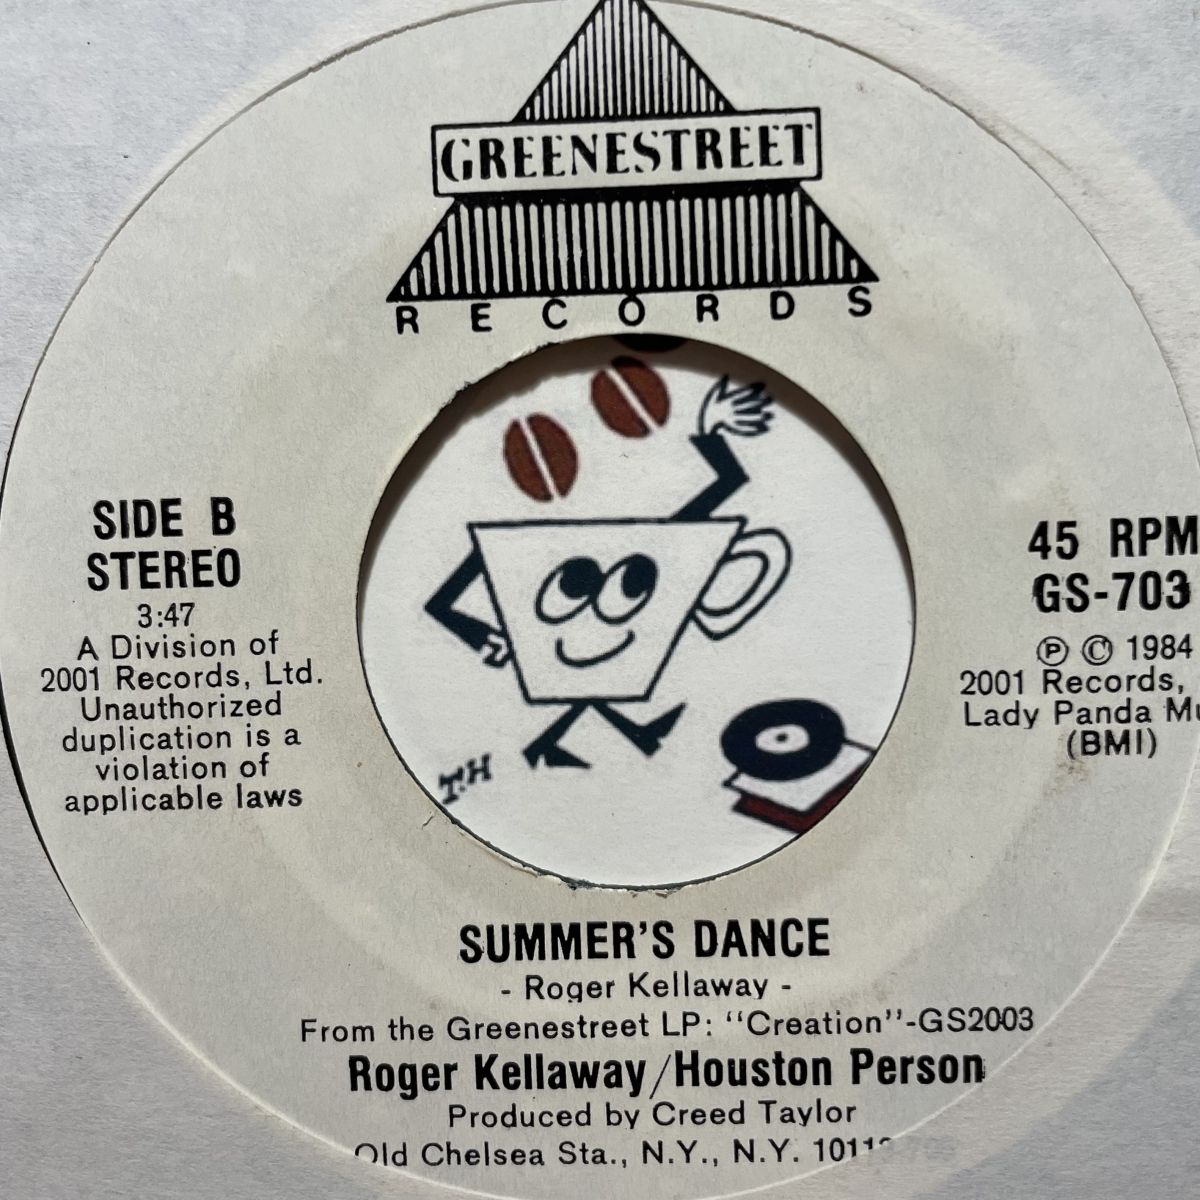 GREENESTREET
RECORDS
SIDE B
STEREO
3:47
A Division of
2001 Records, Ltd.
Unauthorized
duplication is a
violation of
applicable laws
45 RPM
GS-703
Ⓟ © 1984
2001 Records,
Lady Panda
(BMI)
T.H
SUMMER'S DANCE
- Roger Kellaway -
From the Greenestreet LP: "Creation"-GS2003
Roger Kellaway/Houston Person
Produced by Creed Taylor
Old Chelsea Sta., N.Y., N.Y.